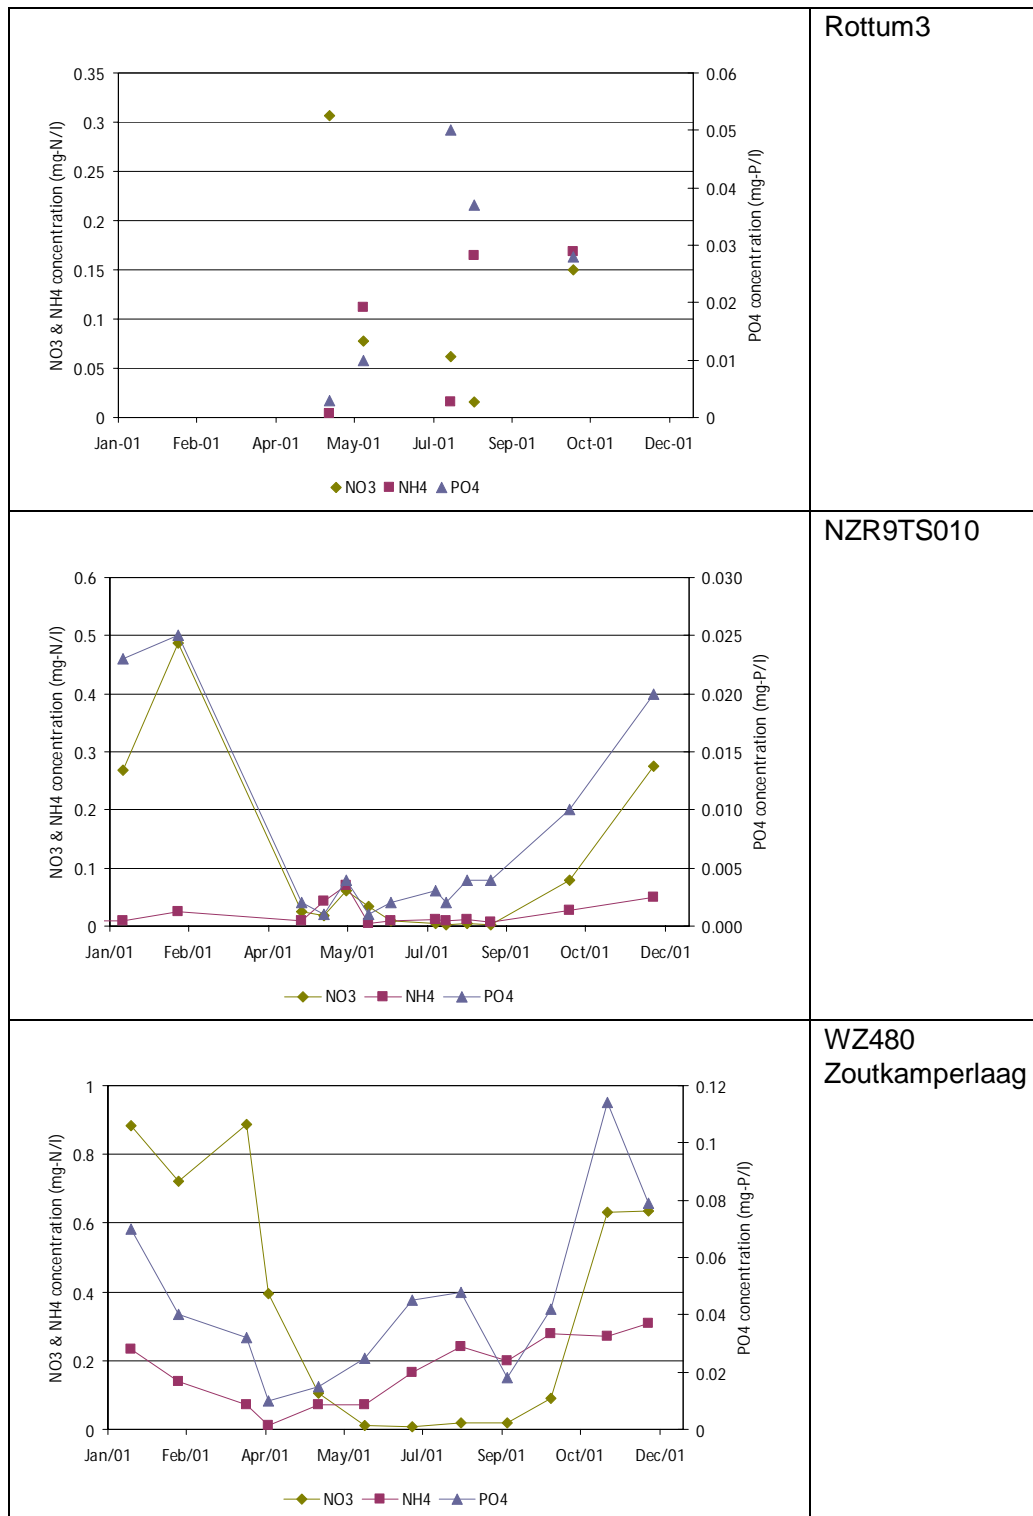 Rottum3
0.35
0.3
0.25
0.2
0.15
0.1
0.05
0
NO3 & NH4 concentration (mg-N/l)
0.06
0.05
0.04
0.03
0.02
0.01
0
PO4 concentration (mg-P/l)
Jan-01 Feb-01 Apr-01 May-01 Jul-01 Sep-01 Oct-01 Dec-01
NO3 NH4 PO4
NZR9TS010
0.6
0.5
0.4
0.3
0.2
0.1
0
NO3 & NH4 concentration (mg-N/l)
0.030
0.025
0.020
0.015
0.010
0.005
0.000
PO4 concentration (mg-P/l)
Jan/01 Feb/01 Apr/01 May/01 Jul/01 Sep/01 Oct/01 Dec/01
NO3 NH4 PO4
WZ480
Zoutkamperlaag
1
0.8
0.6
0.4
0.2
0
NO3 & NH4 concentration (mg-N/l)
0.12
0.1
0.08
0.06
0.04
0.02
0
PO4 concentration (mg-P/l)
Jan/01 Feb/01 Apr/01 May/01 Jul/01 Sep/01 Oct/01 Dec/01
NO3 NH4 PO4